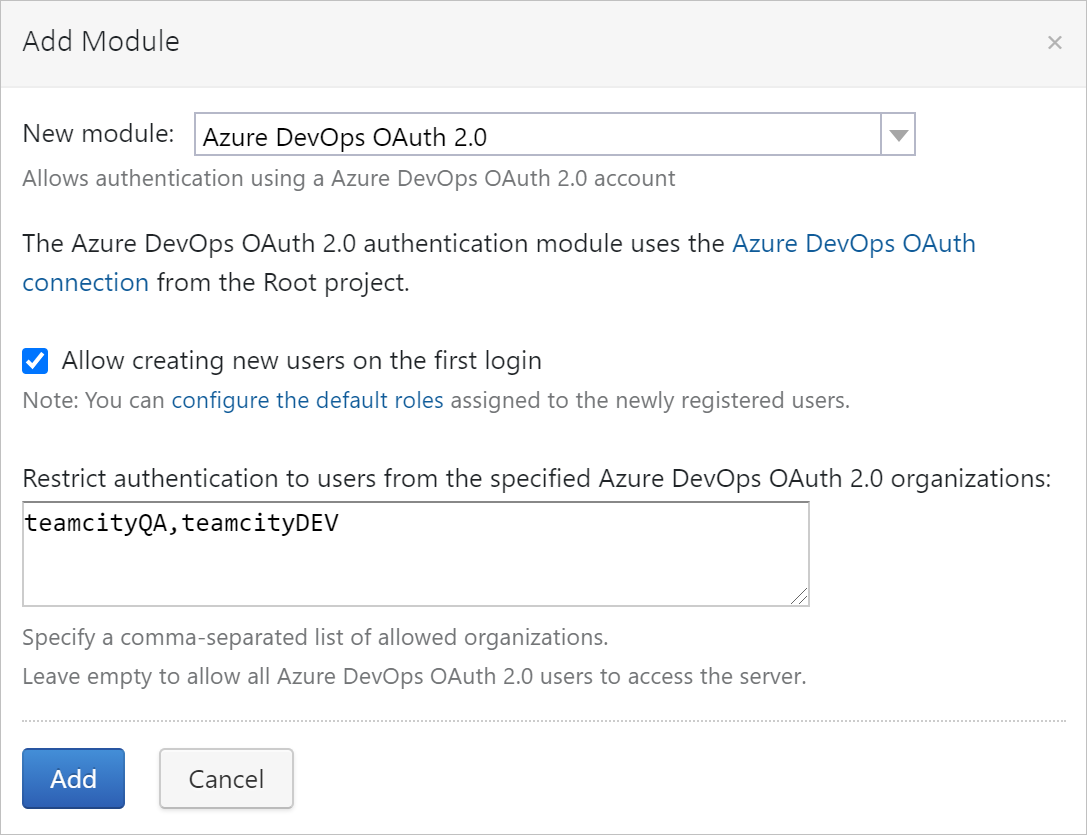 Add Module
×
New module: Azure DevOps OAuth 2.0
Allows authentication using a Azure DevOps OAuth 2.0 account
The Azure DevOps OAuth 2.0 authentication module uses the Azure DevOps OAuth
connection from the Root project.
Allow creating new users on the first login
Note: You can configure the default roles assigned to the newly registered users.
Restrict authentication to users from the specified Azure DevOps OAuth 2.0 organizations:
teamcityQA,teamcityDEV
Specify a comma-separated list of allowed organizations.
Leave empty to allow all Azure DevOps OAuth 2.0 users to access the server.
Add Cancel